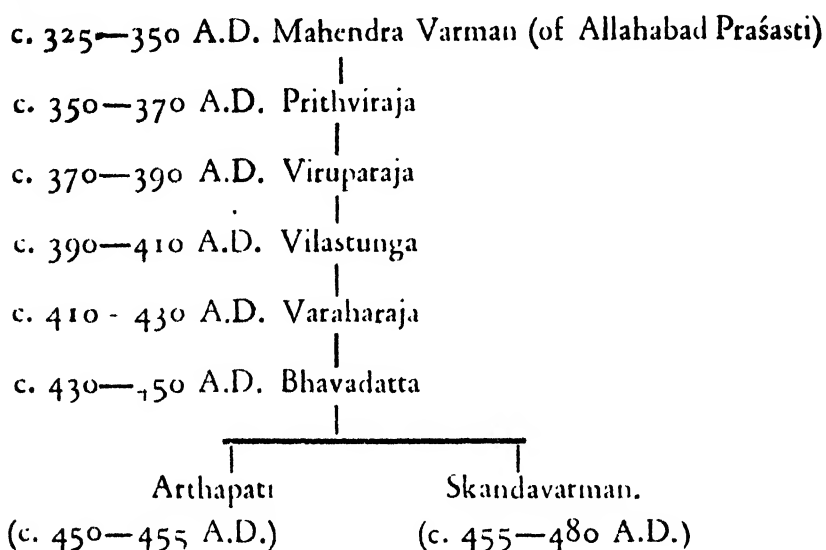 c. 325—350 A.D. Mahendra Varman (of Allahabad Praśasti)
c. 350—370 A.D. Prithviraja
c. 370—390 A.D. Viruparaja
c. 390—410 A.D. Vilastunga
c. 410 - 430 A.D. Varaharaja
c. 430—450 A.D. Bhavadatta
Arthapati Skandavarman.
(c. 450—455 A.D.) (c. 455—480 A.D.)